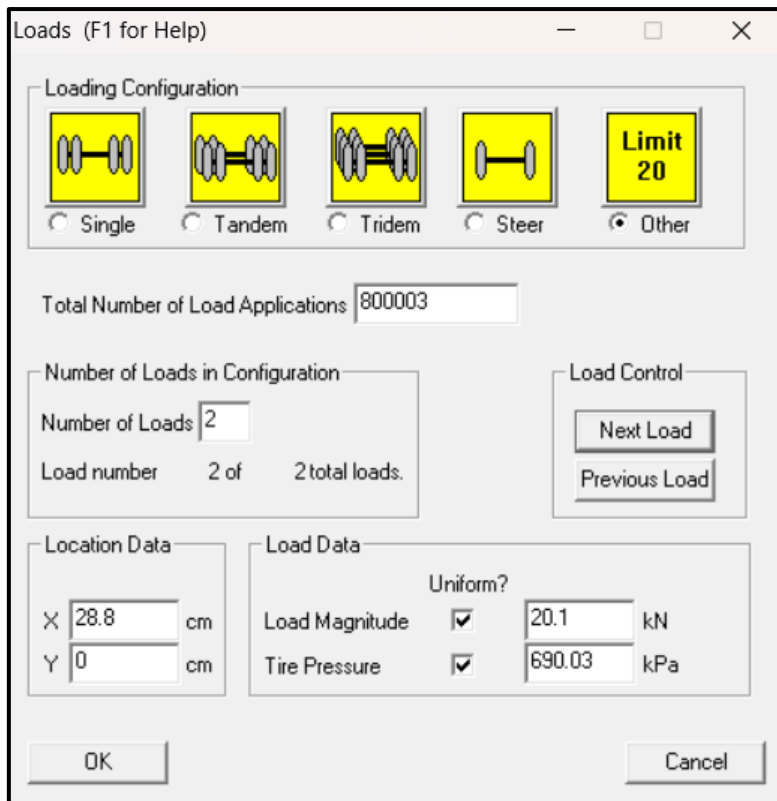 Loads (F1 for Help)
Loading Configuration
Limit
20
Single Tandem Tridem Steer Other
Total Number of Load Applications 800003
Number of Loads in Configuration
Number of Loads 2
Load number 2 of 2 total loads.
Load Control
Next Load
Previous Load
Location Data
X 28.8 cm
Y 0 cm
Load Data
Uniform?
Load Magnitude 20.1 kN
Tire Pressure 690.03 kPa
OK Cancel